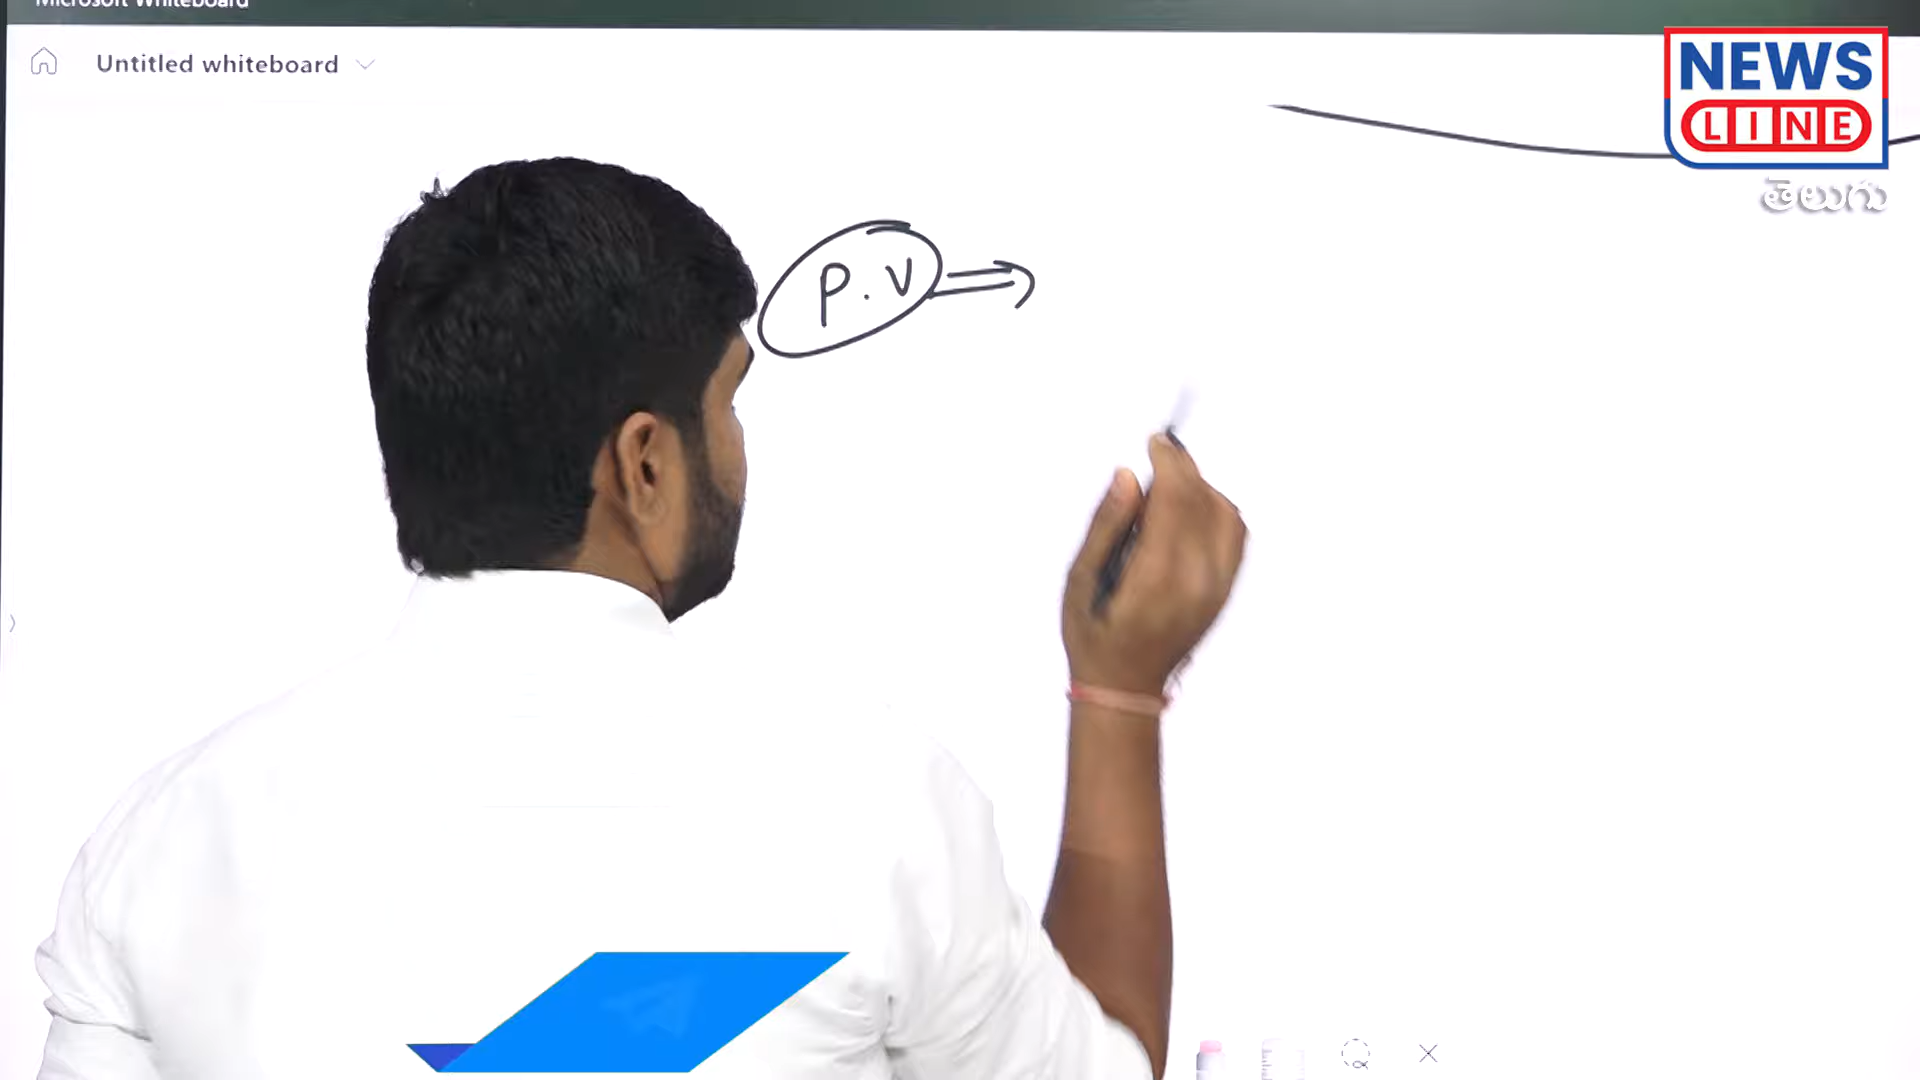 Microsoft Whiteboard
Untitled whiteboard
NEWS
LINE
తెలుగు
P.V